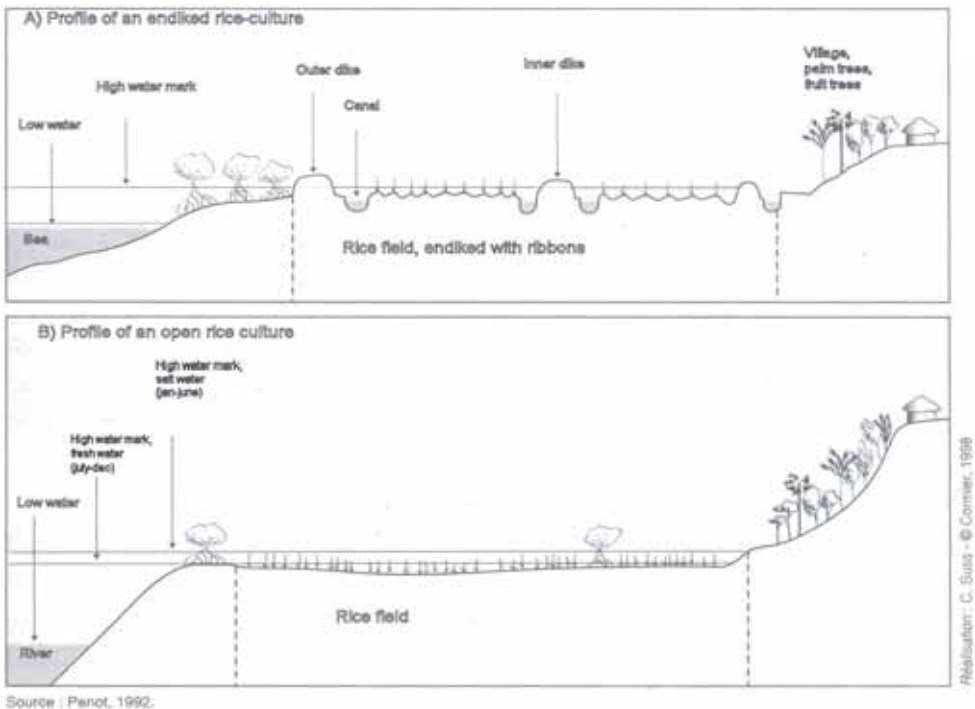 A) Profile of an endiked rice-culture
Village,
palm trees,
fruit trees
Inner dike
Outer dike
High water mark
Canal
Low water
Sea
Rice field, endiked with ribbons
B) Profile of an open rice culture
High water mark,
salt water
(jan-june)
High water mark,
fresh water
(july-dec)
Low water
Rice field
River
Réalisation : C. Suss - © Cormier, 1998
Source : Penot, 1992.